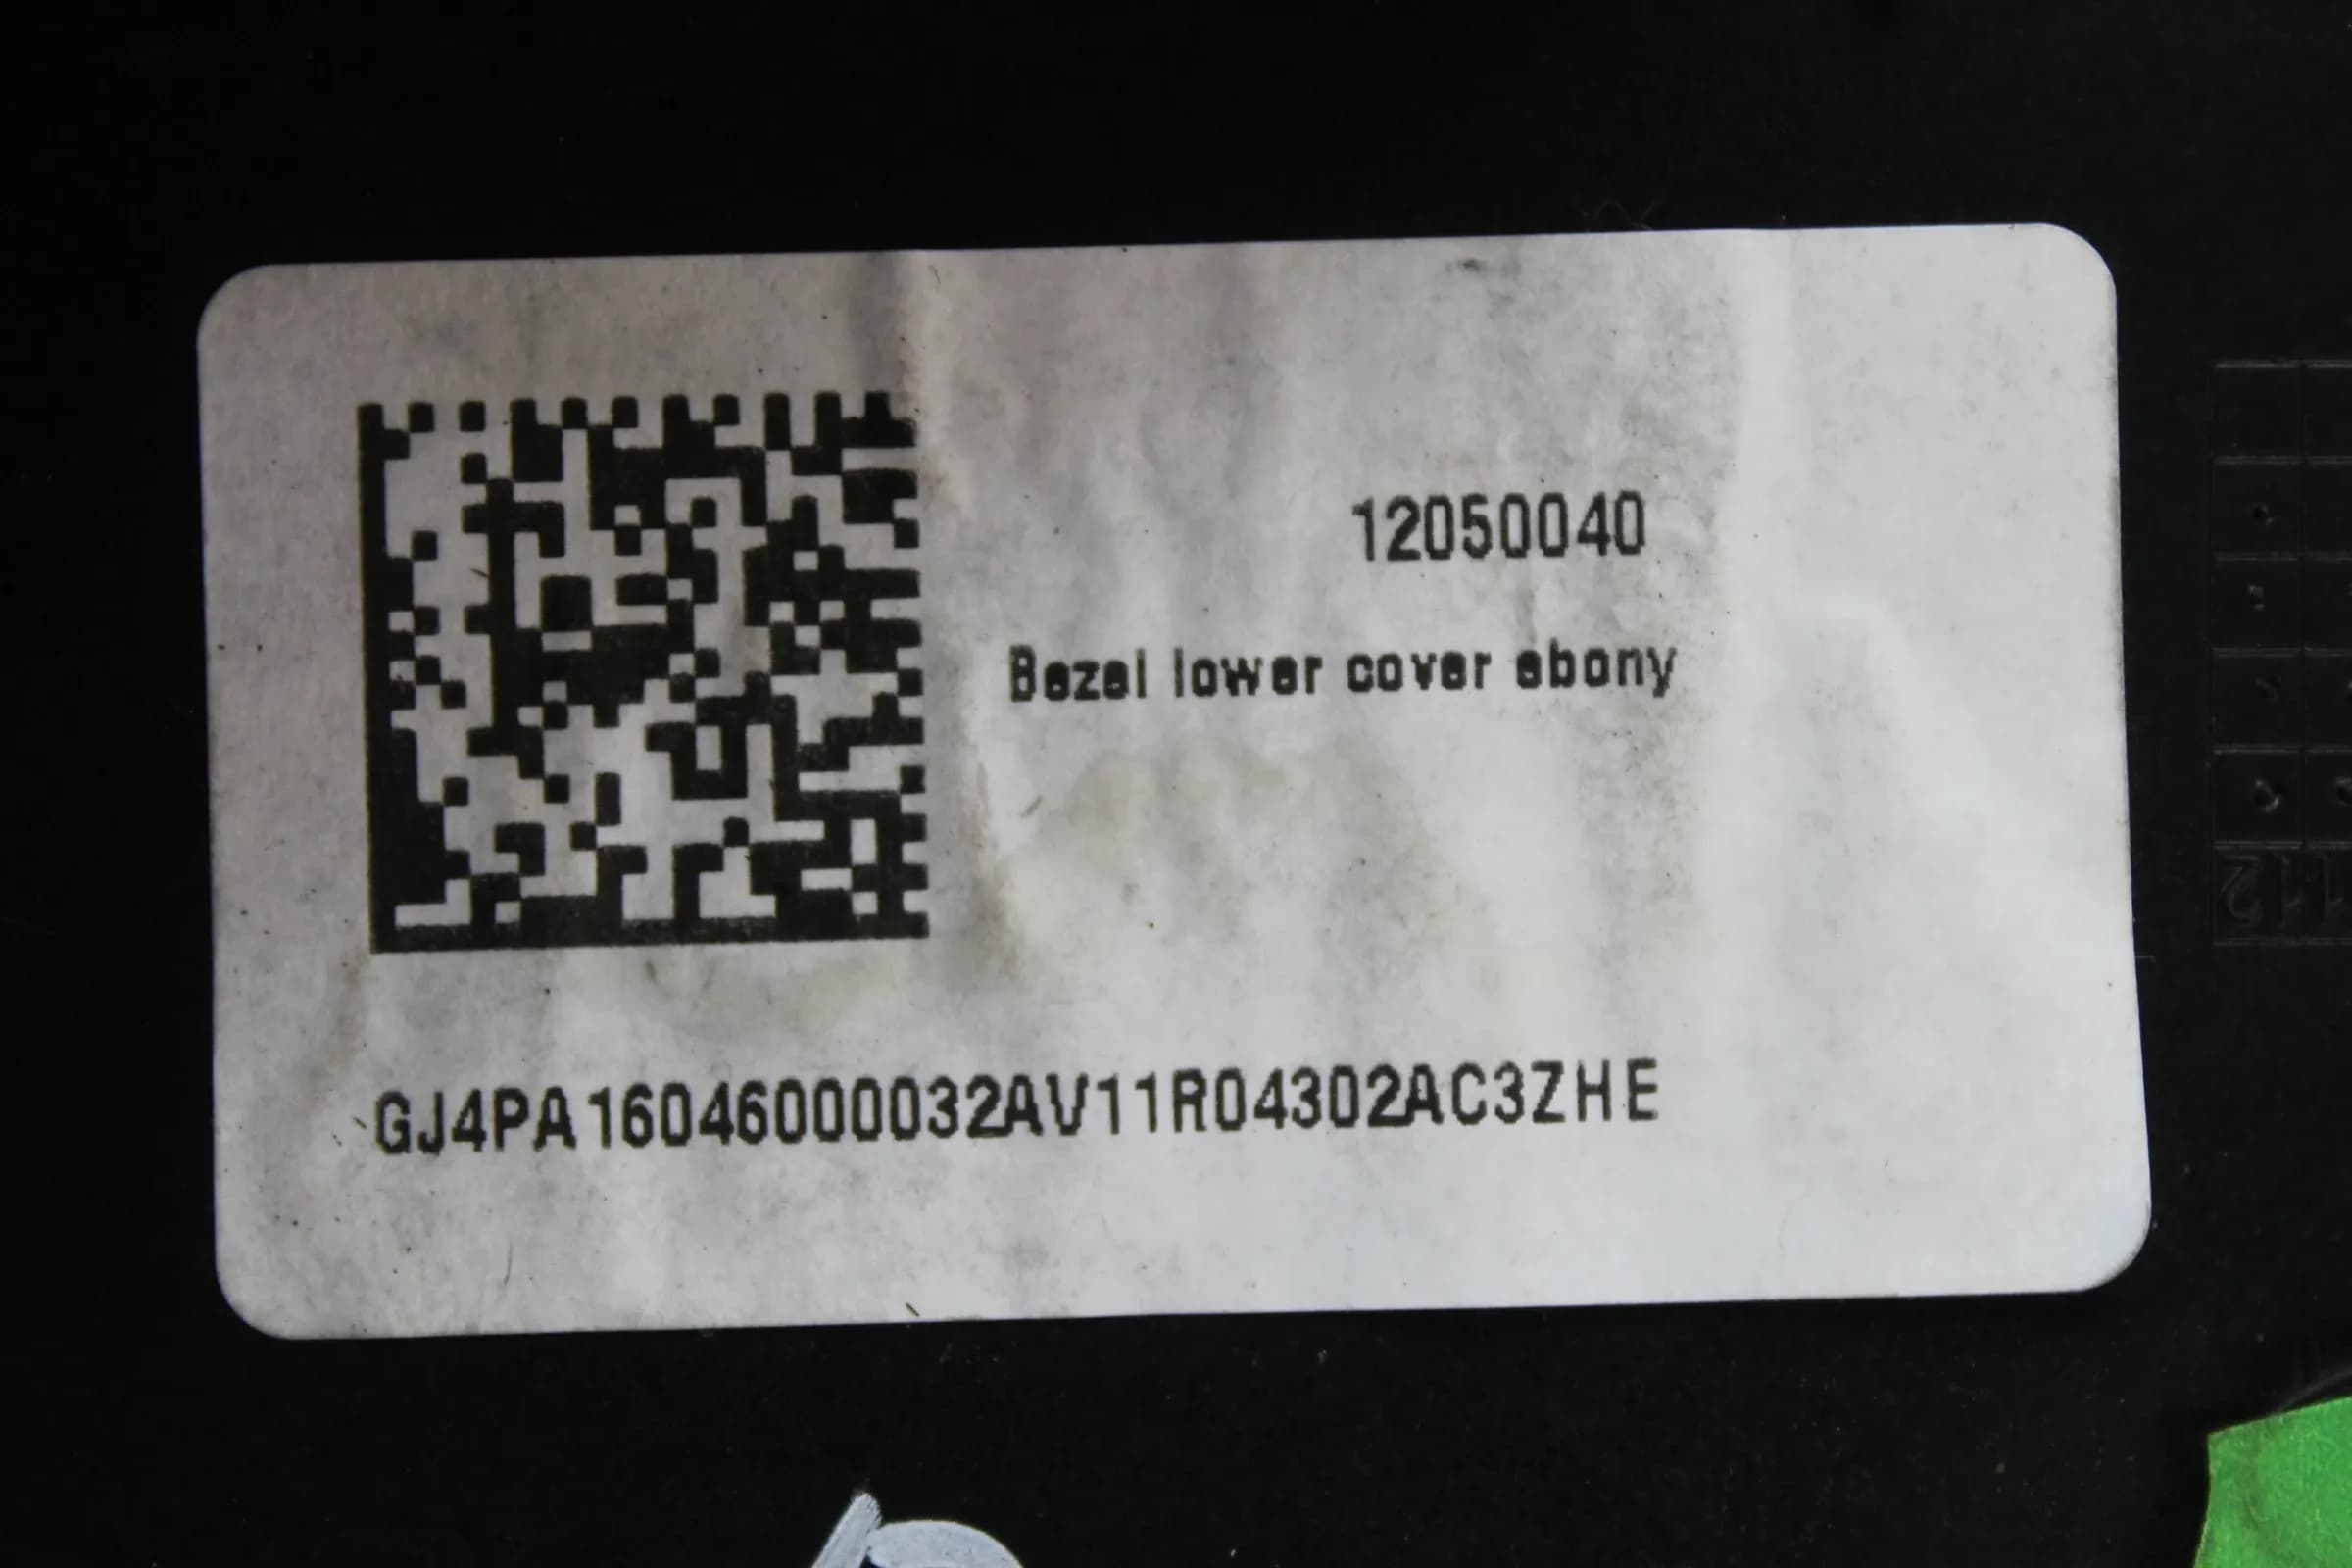 12050040
Bezel lower cover ebony
GJ4PA16046000032AV11R04302AC3ZHE